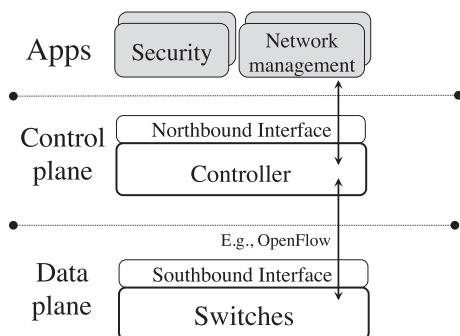 Apps
Security
Network
management
Control
plane
Northbound Interface
Controller
E.g., OpenFlow
Data
plane
Southbound Interface
Switches